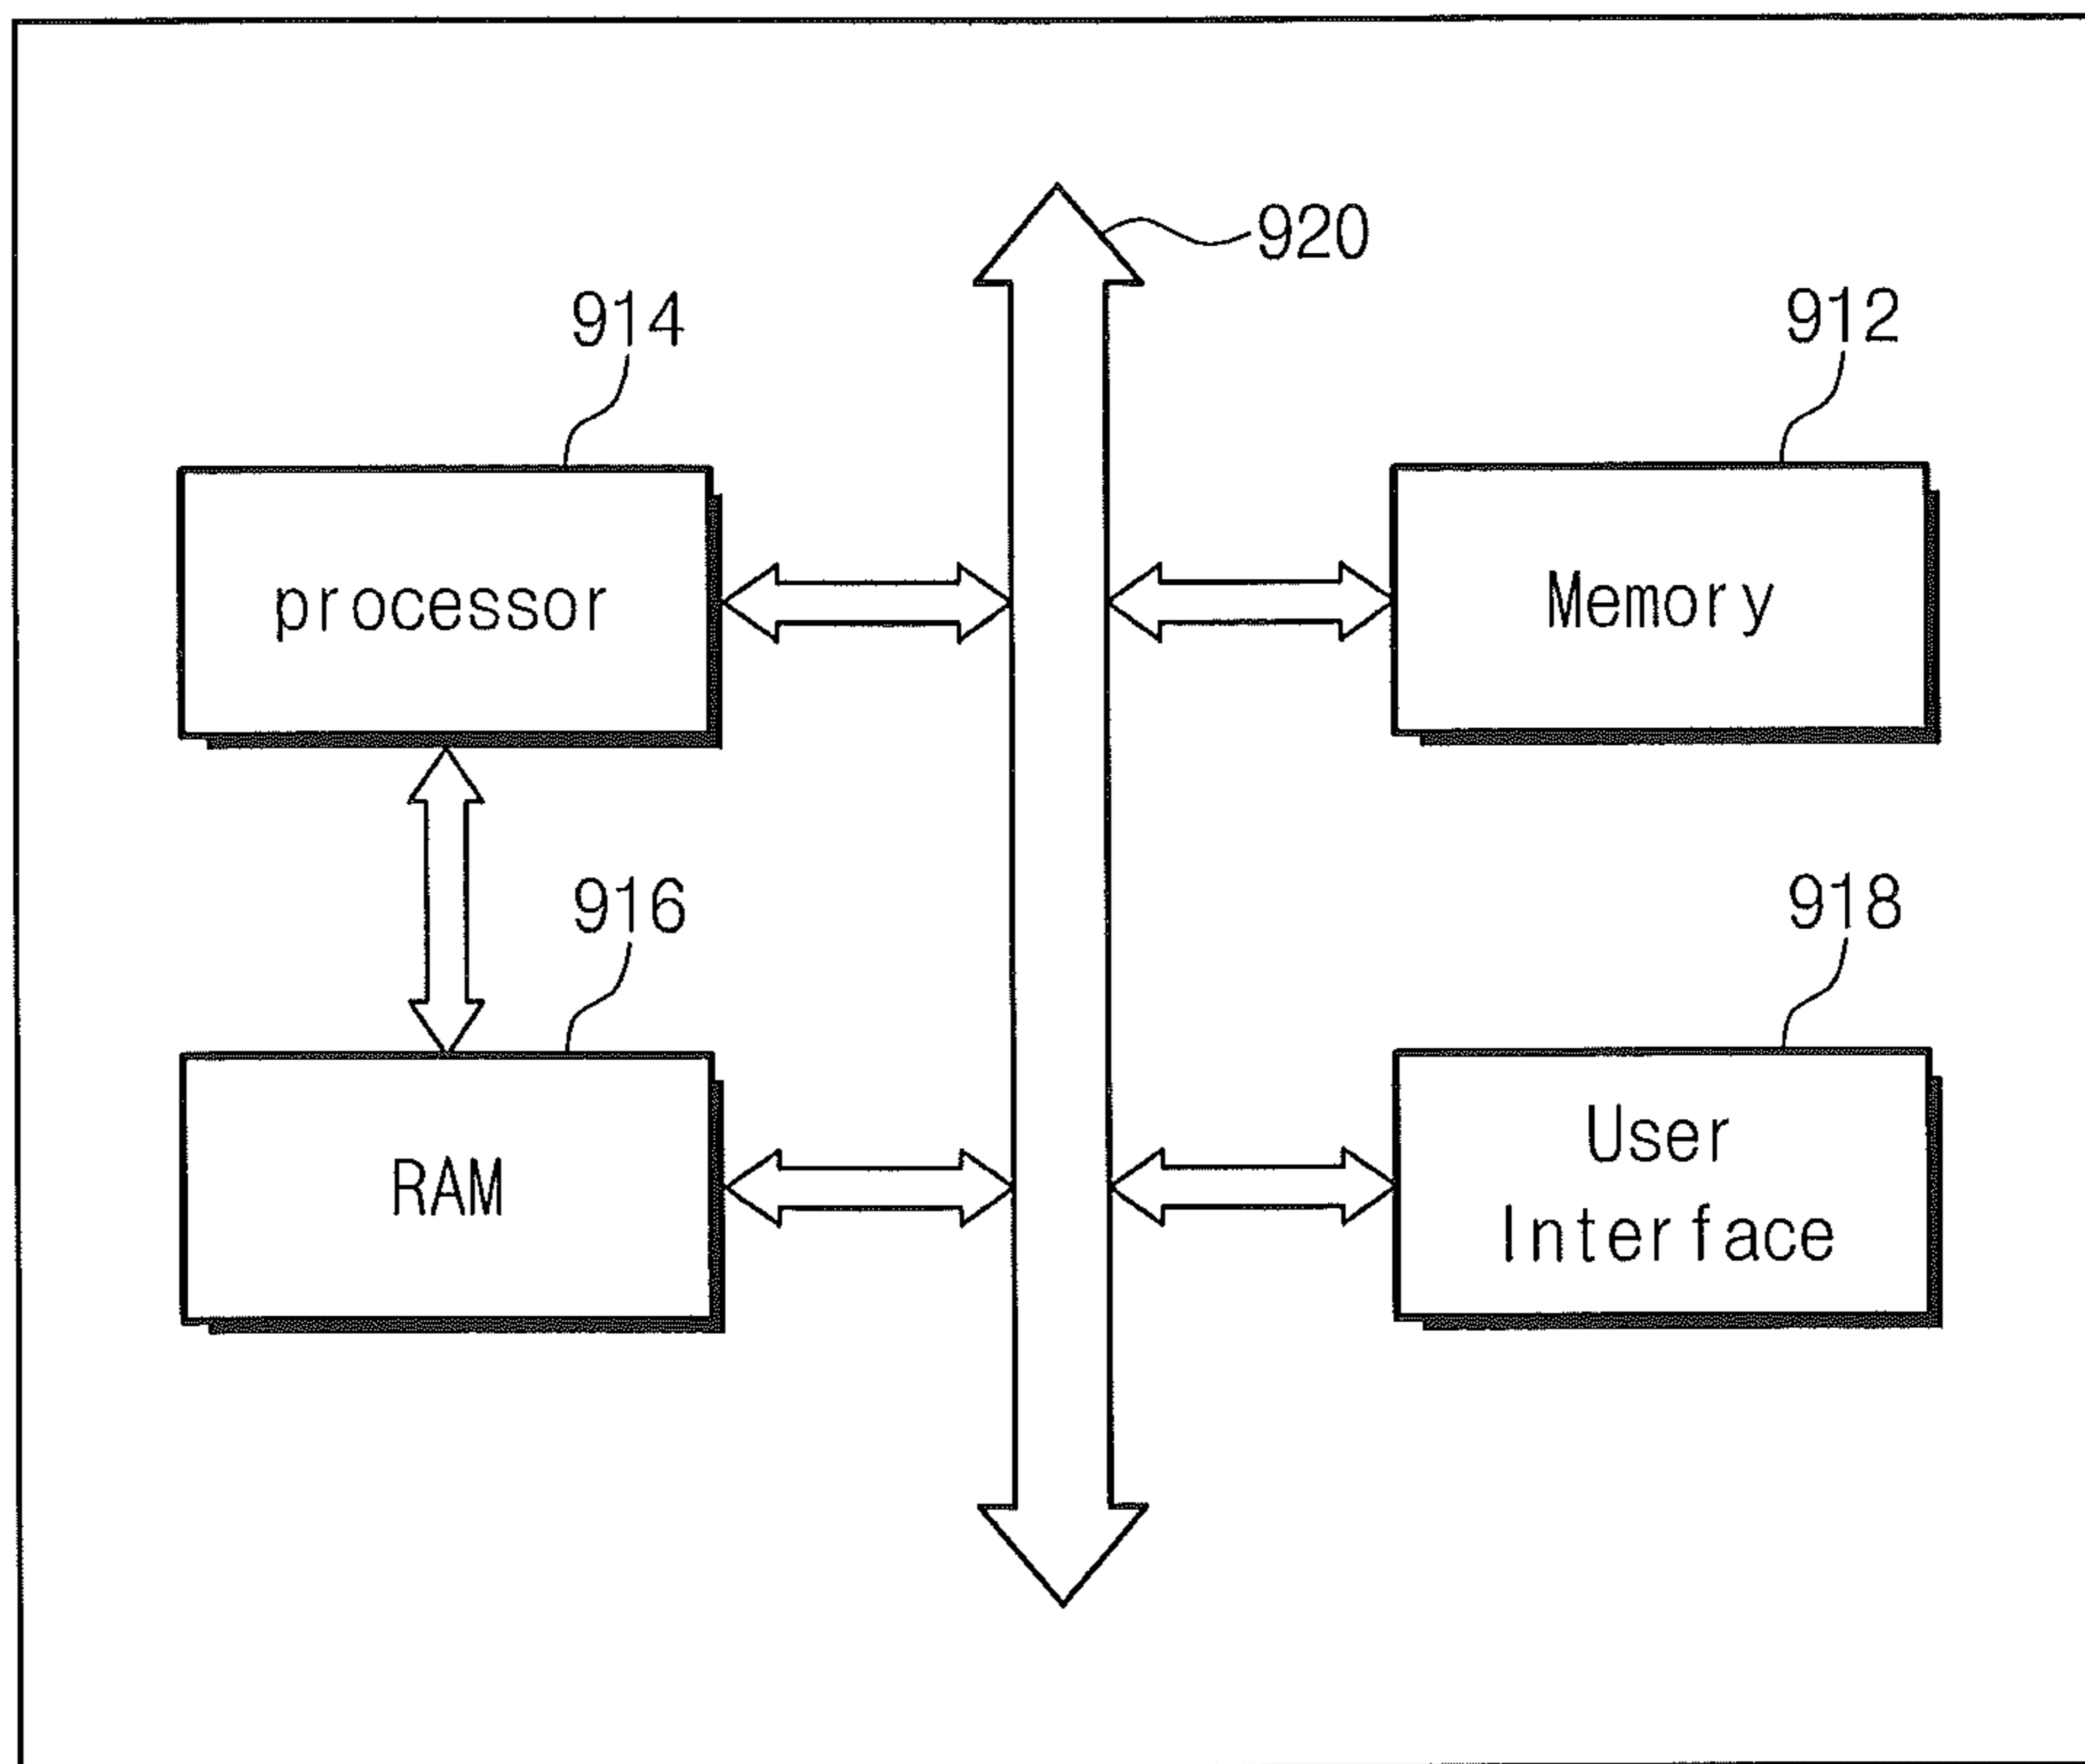 920
914
912
processor
Memory
916
918
RAM
User
Interface